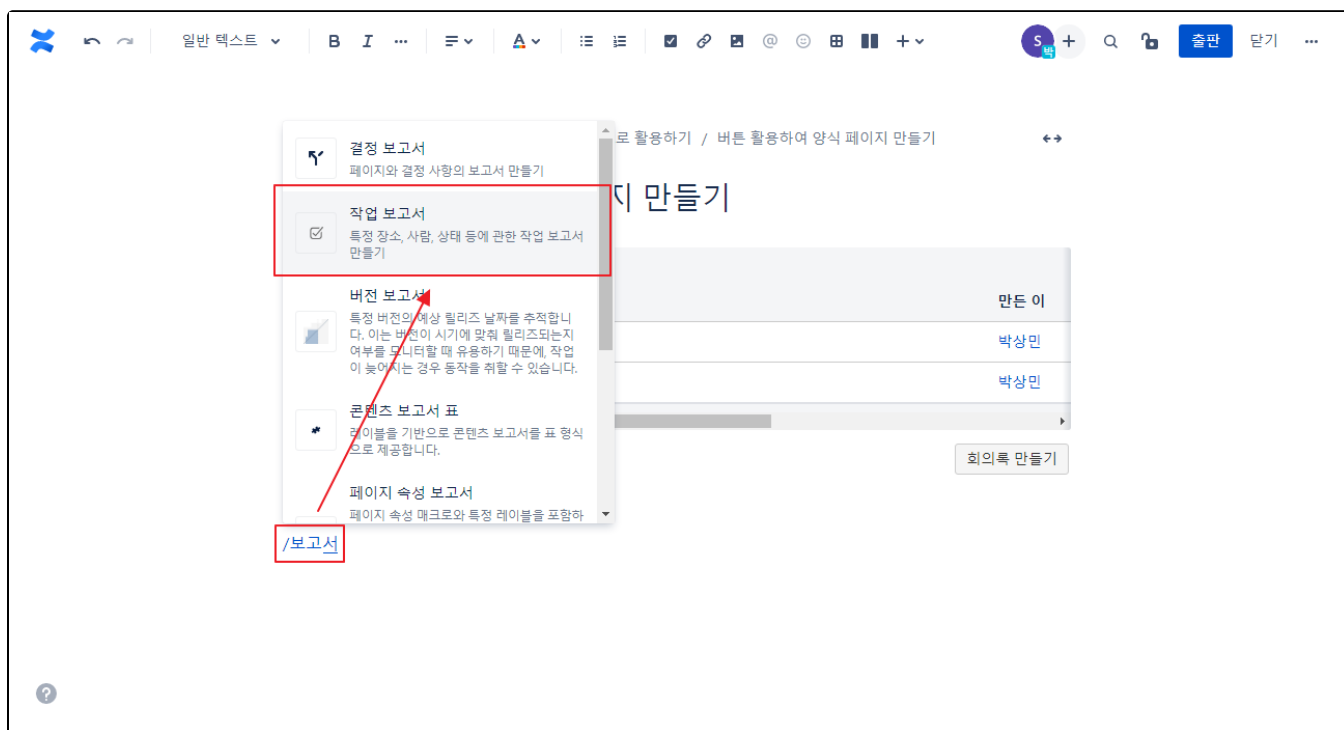 일반 텍스트
B I
A
@
S
박
출판
닫기
로 활용하기 / 버튼 활용하여 양식 페이지 만들기
지 만들기
결정 보고서
페이지와 결정 사항의 보고서 만들기
작업 보고서
특정 장소, 사람, 상태 등에 관한 작업 보고서
만들기
버전 보고서
특정 버전의 예상 릴리즈 날짜를 추적합니
다. 이는 버전이 시기에 맞춰 릴리즈되는지
여부를 모니터할 때 유용하기 때문에, 작업
이 늦어지는 경우 동작을 취할 수 있습니다.
콘텐츠 보고서 표
레이블을 기반으로 콘텐츠 보고서를 표 형식
으로 제공합니다.
페이지 속성 보고서
페이지 속성 매크로와 특정 레이블을 포함하
/보고서
만든 이
박상민
박상민
회의록 만들기
?